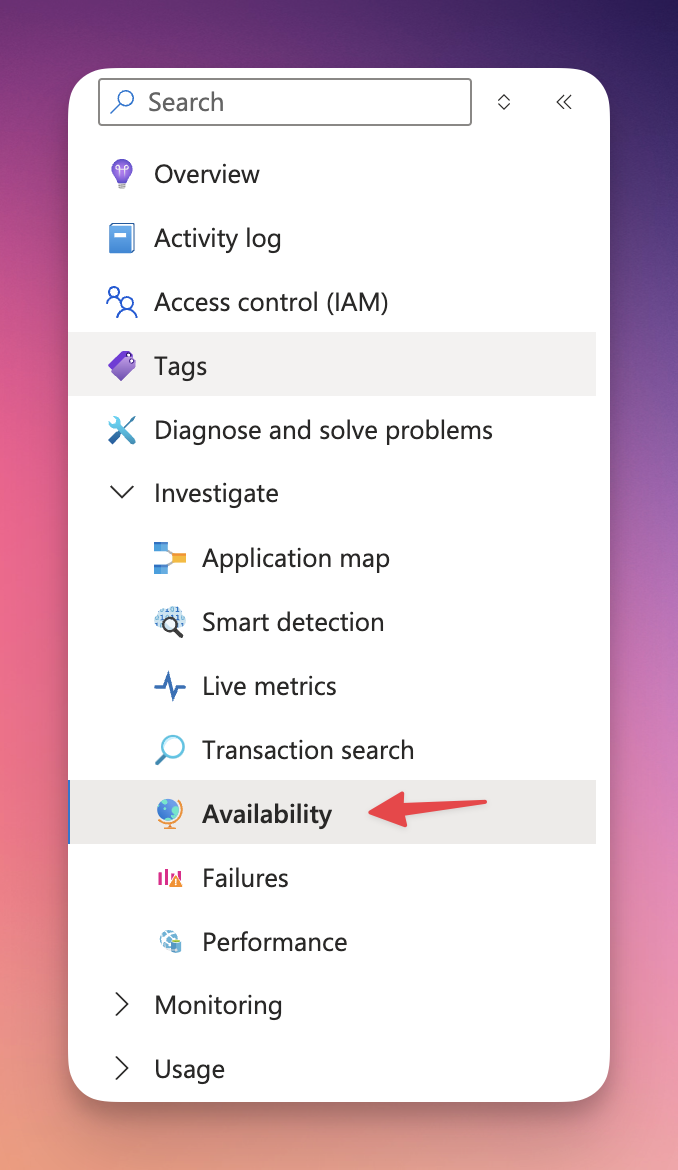 Search
Overview
Activity log
Access control (IAM)
Tags
Diagnose and solve problems
Investigate
Application map
Smart detection
Live metrics
Transaction search
Availability
Failures
Performance
Monitoring
Usage